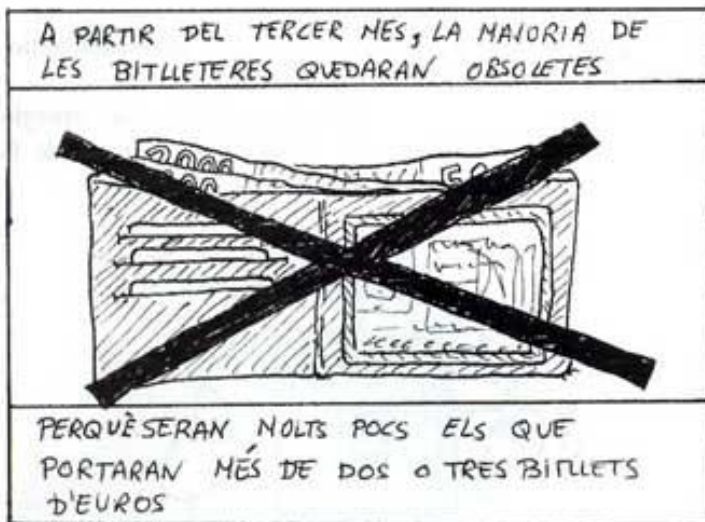 A PARTIR DEL TERCER MES, LA MAIORIA DE
LES BITLLETERES QUEDARAN OBSOLETES
PERQUÈ SERAN MOLTS POCS ELS QUE
PORTARAN MÉS DE DOS O TRES BITLLETS
D'EUROS